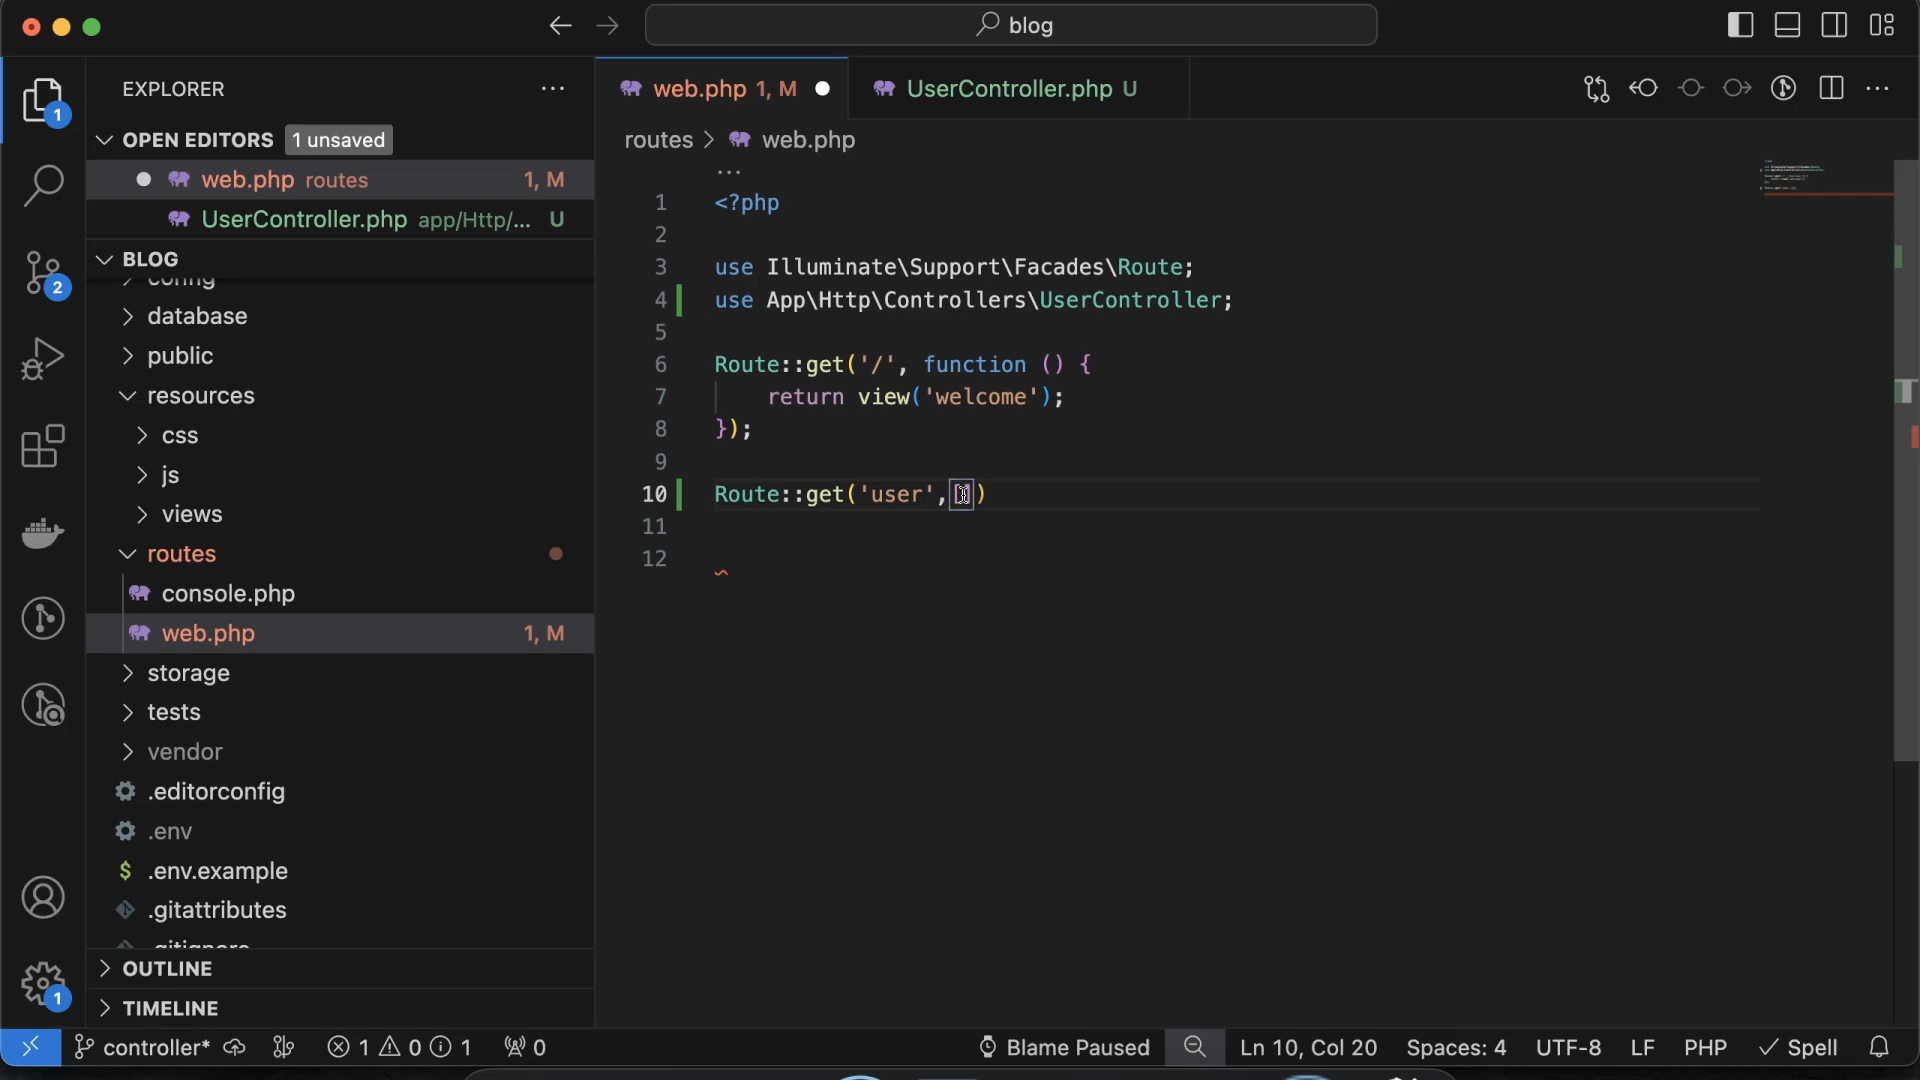 blog
EXPLORER
OPEN EDITORS 1 unsaved
web.php routes 1, M
UserController.php app/Http/... U
BLOG
config
database
public
resources
css
js
views
routes
console.php
web.php 1, M
storage
tests
vendor
.editorconfig
.env
.env.example
.gitattributes
.gitignore
OUTLINE
TIMELINE
1
2
1
web.php 1, M
UserController.php U
routes > web.php
...
1 <?php
2
3 use Illuminate\Support\Facades\Route;
4 use App\Http\Controllers\UserController;
5
6 Route::get('/', function () {
7 return view('welcome');
8 });
9
10 Route::get('user',[])
11
12
controller* 1 0 1 0 Blame Paused Ln 10, Col 20 Spaces: 4 UTF-8 LF PHP Spell